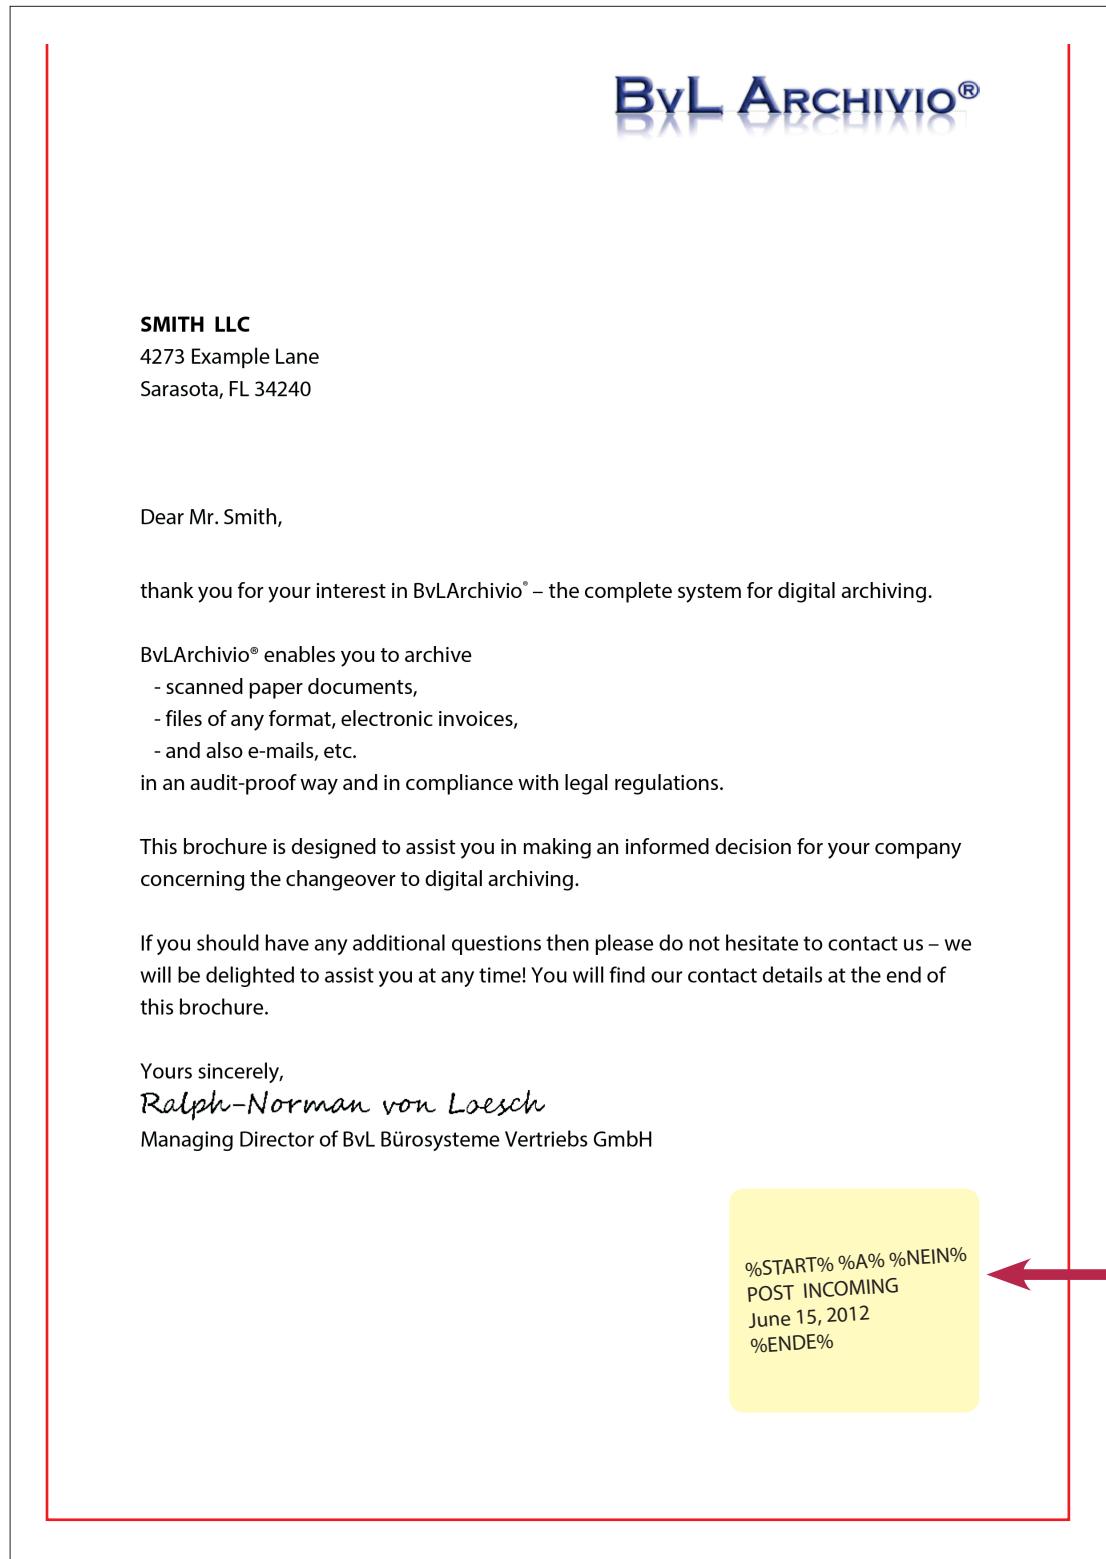 BvL Archivio®
SMITH LLC
4273 Example Lane
Sarasota, FL 34240
Dear Mr. Smith,
thank you for your interest in BvLArchivio® – the complete system for digital archiving.
BvLArchivio® enables you to archive
- scanned paper documents,
- files of any format, electronic invoices,
- and also e-mails, etc.
in an audit-proof way and in compliance with legal regulations.
This brochure is designed to assist you in making an informed decision for your company
concerning the changeover to digital archiving.
If you should have any additional questions then please do not hesitate to contact us – we
will be delighted to assist you at any time! You will find our contact details at the end of
this brochure.
Yours sincerely,
Ralph-Norman von Loesch
Managing Director of BvL Bürosysteme Vertriebs GmbH
%START% %A% %NEIN%
POST INCOMING
June 15, 2012
%ENDE%